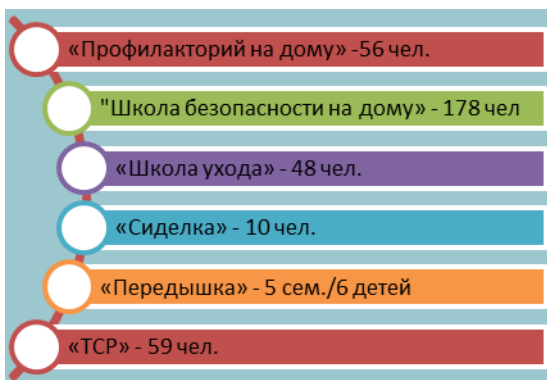 «Профилакторий на дому» -56 чел.
"Школа безопасности на дому» - 178 чел
«Школа ухода» - 48 чел.
«Сиделка» - 10 чел.
«Передышка» - 5 сем./6 детей
«ТСР» - 59 чел.